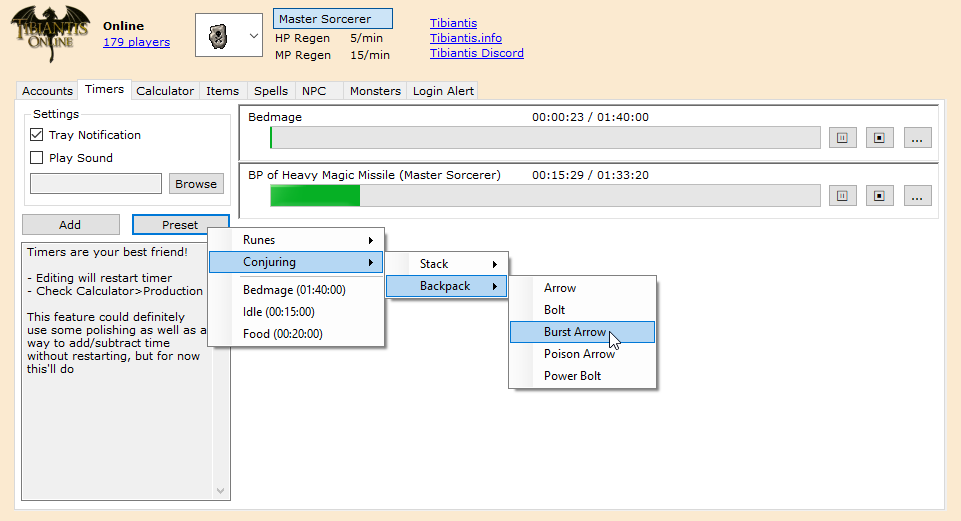 TIBIANTIS
ONLINE
Online
179 players
Master Sorcerer
HP Regen 5/min
MP Regen 15/min
Tibiantis
Tibiantis.info
Tibiantis Discord
Accounts Timers Calculator Items Spells NPC Monsters Login Alert
Settings
Tray Notification
Play Sound
Browse
Add Preset
Timers are your best friend!
- Editing will restart timer
- Check Calculator>Production
This feature could definitely
use some polishing as well as a
way to add/subtract time
without restarting, but for now
this'll do
Bedmage 00:00:23 / 01:40:00
...
BP of Heavy Magic Missile (Master Sorcerer) 00:15:29 / 01:33:20
...
Runes
Conjuring
Bedmage (01:40:00)
Idle (00:15:00)
Food (00:20:00)
Stack
Backpack
Arrow
Bolt
Burst Arrow
Poison Arrow
Power Bolt